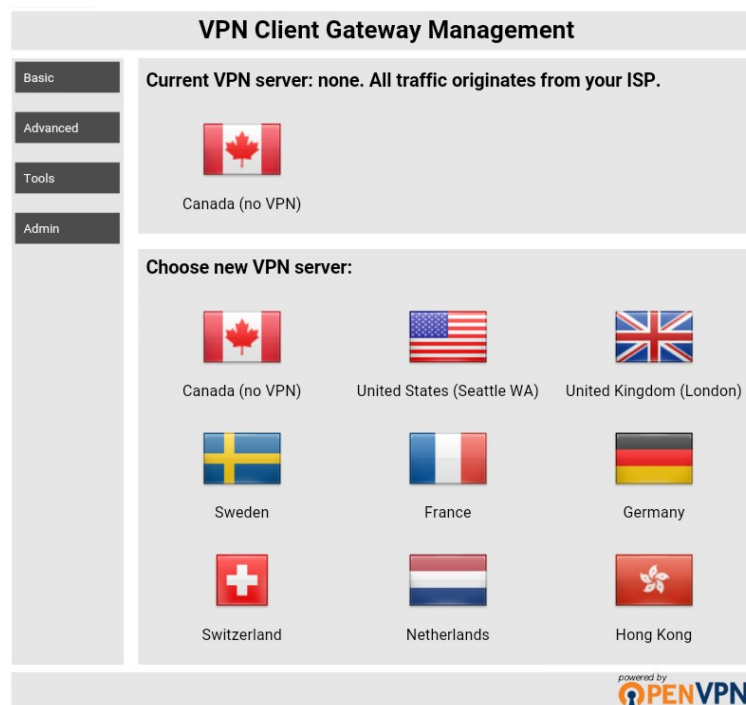 VPN Client Gateway Management
Basic
Advanced
Tools
Admin
Current VPN server: none. All traffic originates from your ISP.
Canada (no VPN)
Choose new VPN server:
Canada (no VPN)
United States (Seattle WA)
United Kingdom (London)
Sweden
France
Germany
Switzerland
Netherlands
Hong Kong
powered by
OPENVPN